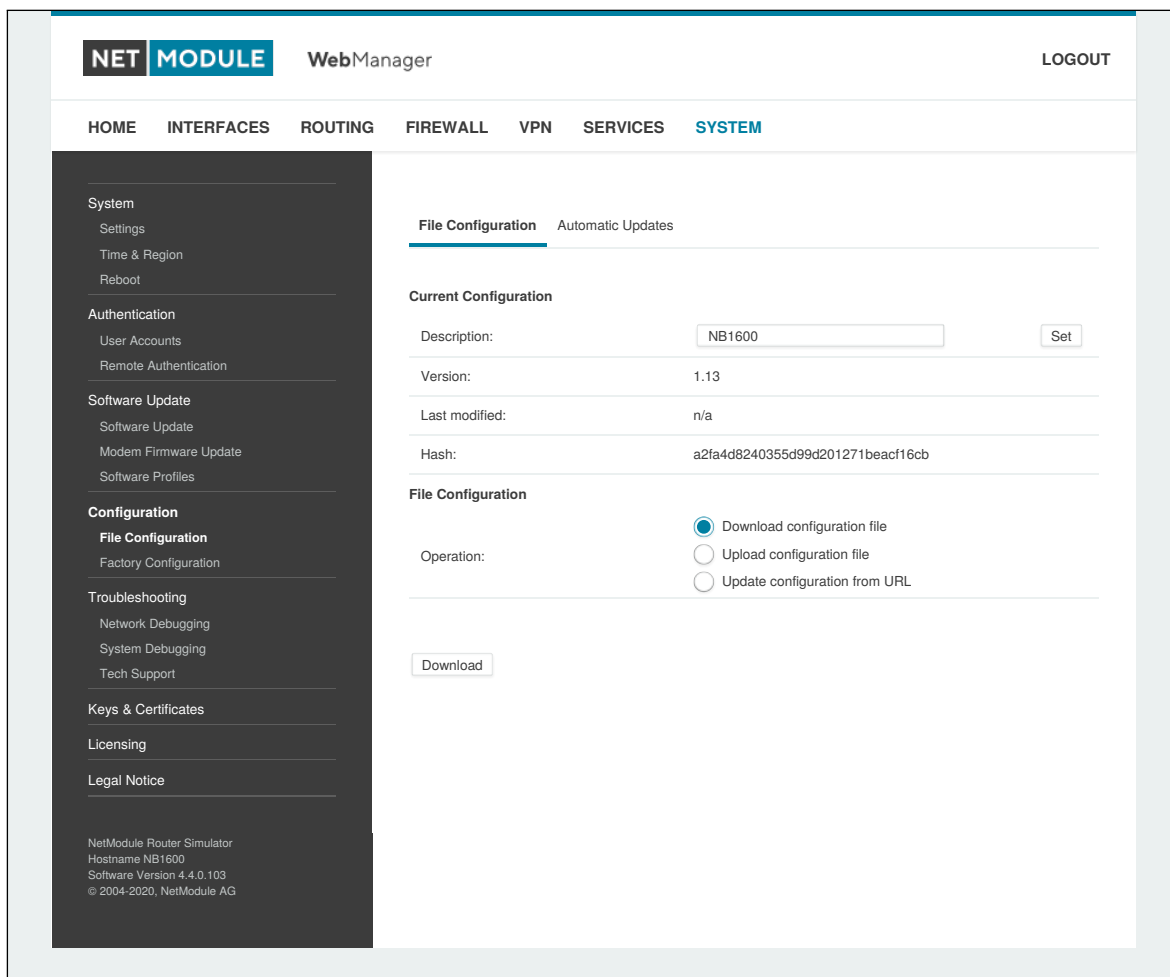 NET MODULE WebManager LOGOUT
HOME INTERFACES ROUTING FIREWALL VPN SERVICES SYSTEM
System
Settings
Time & Region
Reboot
Authentication
User Accounts
Remote Authentication
Software Update
Software Update
Modem Firmware Update
Software Profiles
Configuration
File Configuration
Factory Configuration
Troubleshooting
Network Debugging
System Debugging
Tech Support
Keys & Certificates
Licensing
Legal Notice
NetModule Router Simulator
Hostname NB1600
Software Version 4.4.0.103
© 2004-2020, NetModule AG
File Configuration Automatic Updates
Current Configuration
Description: NB1600 Set
Version: 1.13
Last modified: n/a
Hash: a2fa4d8240355d99d201271beacf16cb
File Configuration
Operation:
Download configuration file
Upload configuration file
Update configuration from URL
Download